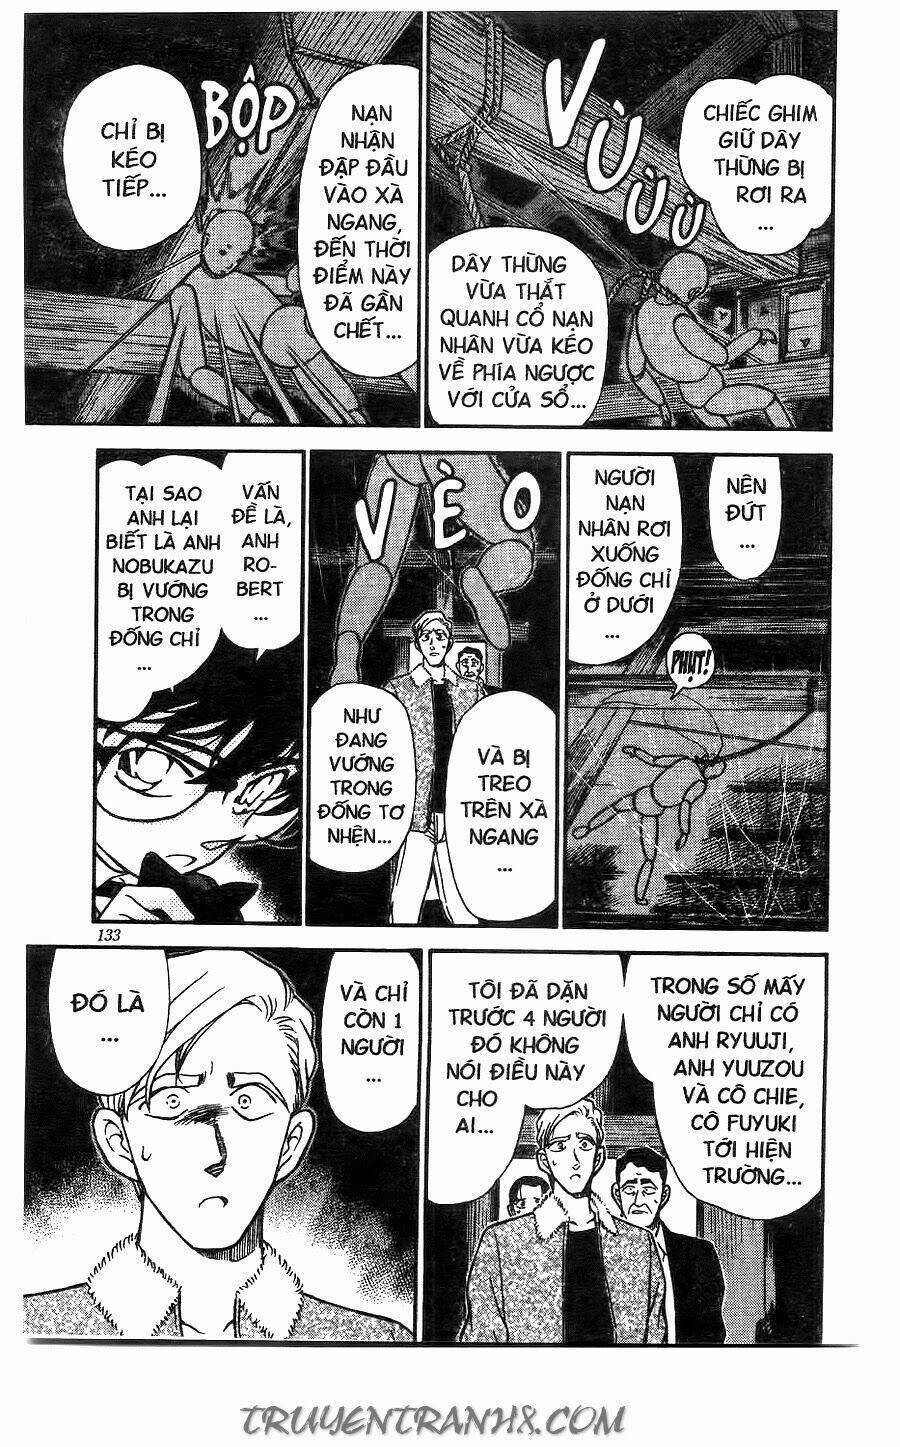 CHIẾC GHIM
GIỮ DÂY
THỪNG BỊ
RƠI RA
...
VÙÙÙ
DÂY THỪNG
VỪA THẮT
QUANH CỔ NẠN
NHÂN VỪA KÉO
VỀ PHÍA NGƯỢC
VỚI CỬA SỔ...
NẠN
NHẬN
ĐẬP ĐẦU
VÀO XÀ
NGANG,
ĐẾN THỜI
ĐIỂM NÀY
ĐÃ GẦN
CHẾT...
BỘP
CHỈ BỊ
KÉO
TIẾP...
NÊN
ĐỨT
...
NGƯỜI
NẠN
NHÂN RƠI
XUỐNG
ĐỐNG CHỈ
Ở DƯỚI
...
PHỰT!
VÈO
VÀ BỊ
TREO
TRÊN XÀ
NGANG
...
NHƯ
ĐANG
VƯỚNG
TRONG
ĐỐNG TƠ
NHỆN...
VẤN
ĐỀ LÀ,
ANH
RO-
BERT
...
TẠI SAO
ANH LẠI
BIẾT LÀ ANH
NOBUKAZU
BỊ VƯỚNG
TRONG
ĐỐNG CHỈ
...
133
TRONG SỐ MẤY
NGƯỜI CHỈ CÓ
ANH RYUUJI,
ANH YUUZOU
VÀ CÔ CHIE,
CÔ FUYUKI
TỚI HIỆN
TRƯỜNG...
TÔI ĐÃ DẶN
TRƯỚC 4 NGƯỜI
ĐÓ KHÔNG
NÓI ĐIỀU NÀY
CHO
AI...
VÀ CHỈ
CÒN 1
NGƯỜI
...
ĐÓ LÀ
...
TRUYENTRANH8.COM